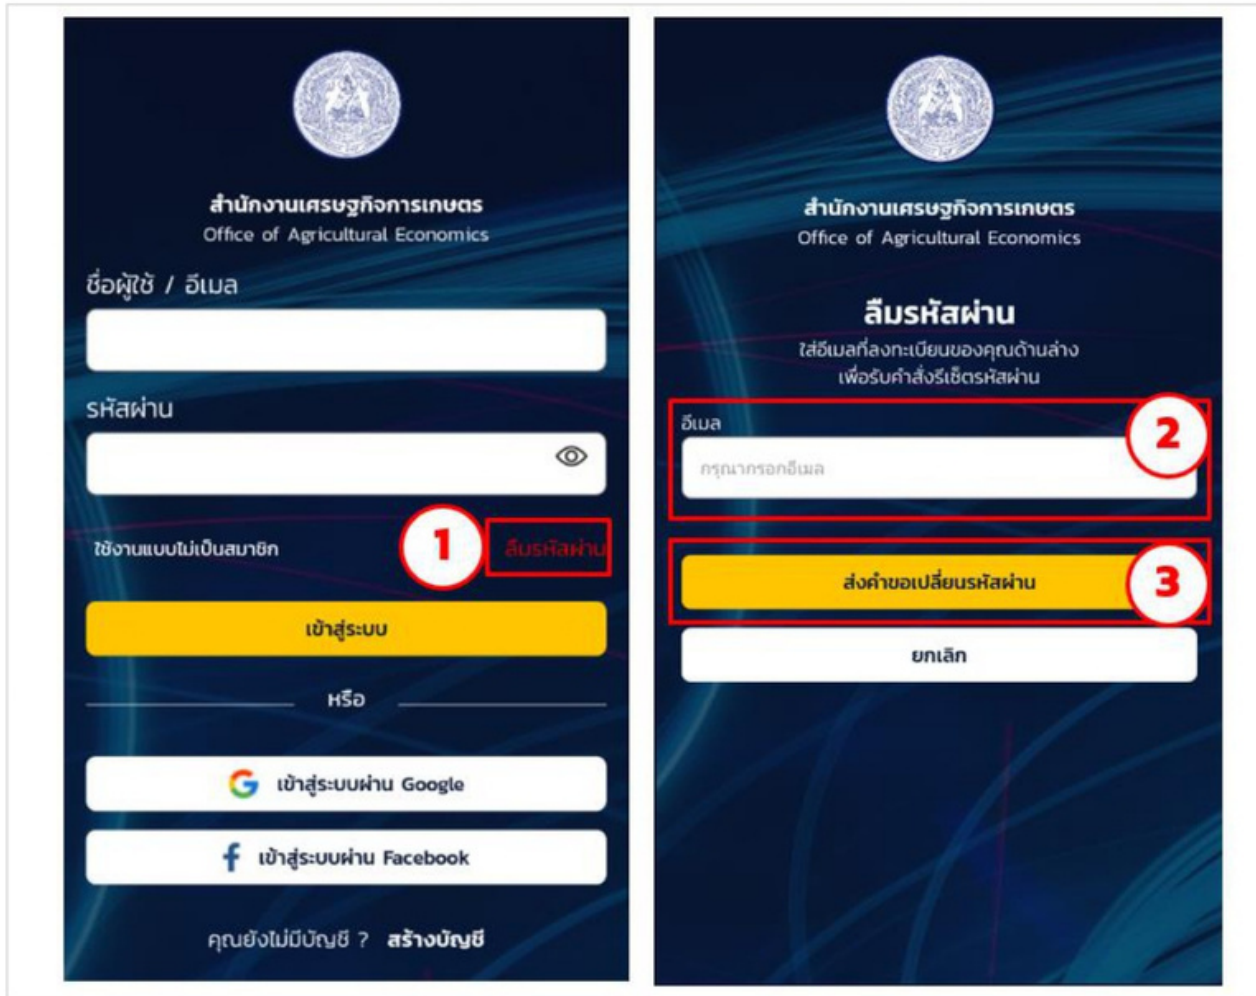 สำนักงานเศรษฐกิจการเกษตร
Office of Agricultural Economics
ชื่อผู้ใช้ / อีเมล
รหัสผ่าน
ใช้งานแบบไม่เป็นสมาชิก
1
ลืมรหัสผ่าน
เข้าสู่ระบบ
หรือ
เข้าสู่ระบบผ่าน Google
เข้าสู่ระบบผ่าน Facebook
คุณยังไม่มีบัญชี ? สร้างบัญชี
สำนักงานเศรษฐกิจการเกษตร
Office of Agricultural Economics
ลืมรหัสผ่าน
ใส่อีเมลที่ลงทะเบียนของคุณด้านล่าง
เพื่อรับคำสั่งรีเซ็ตรหัสผ่าน
อีเมล
2
กรุณากรอกอีเมล
ส่งคำขอเปลี่ยนรหัสผ่าน
3
ยกเลิก